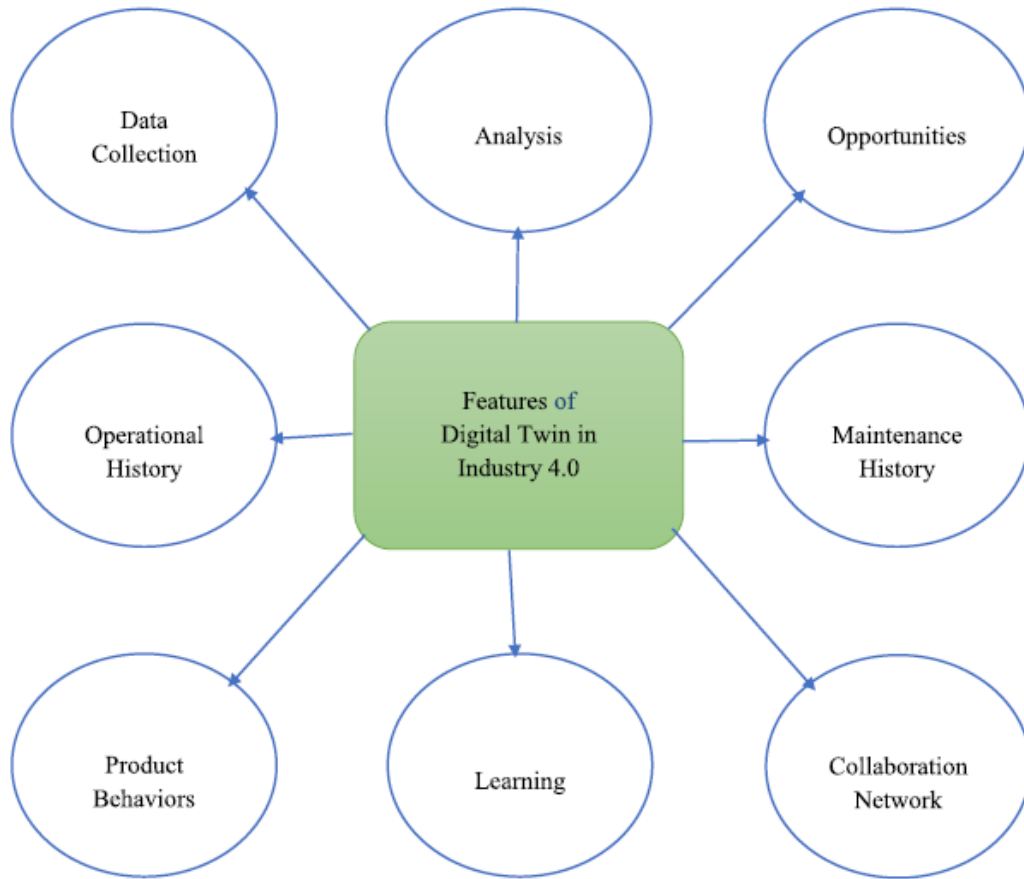 Data
Collection
Analysis
Opportunities
Operational
History
Features of
Digital Twin in
Industry 4.0
Maintenance
History
Product
Behaviors
Learning
Collaboration
Network